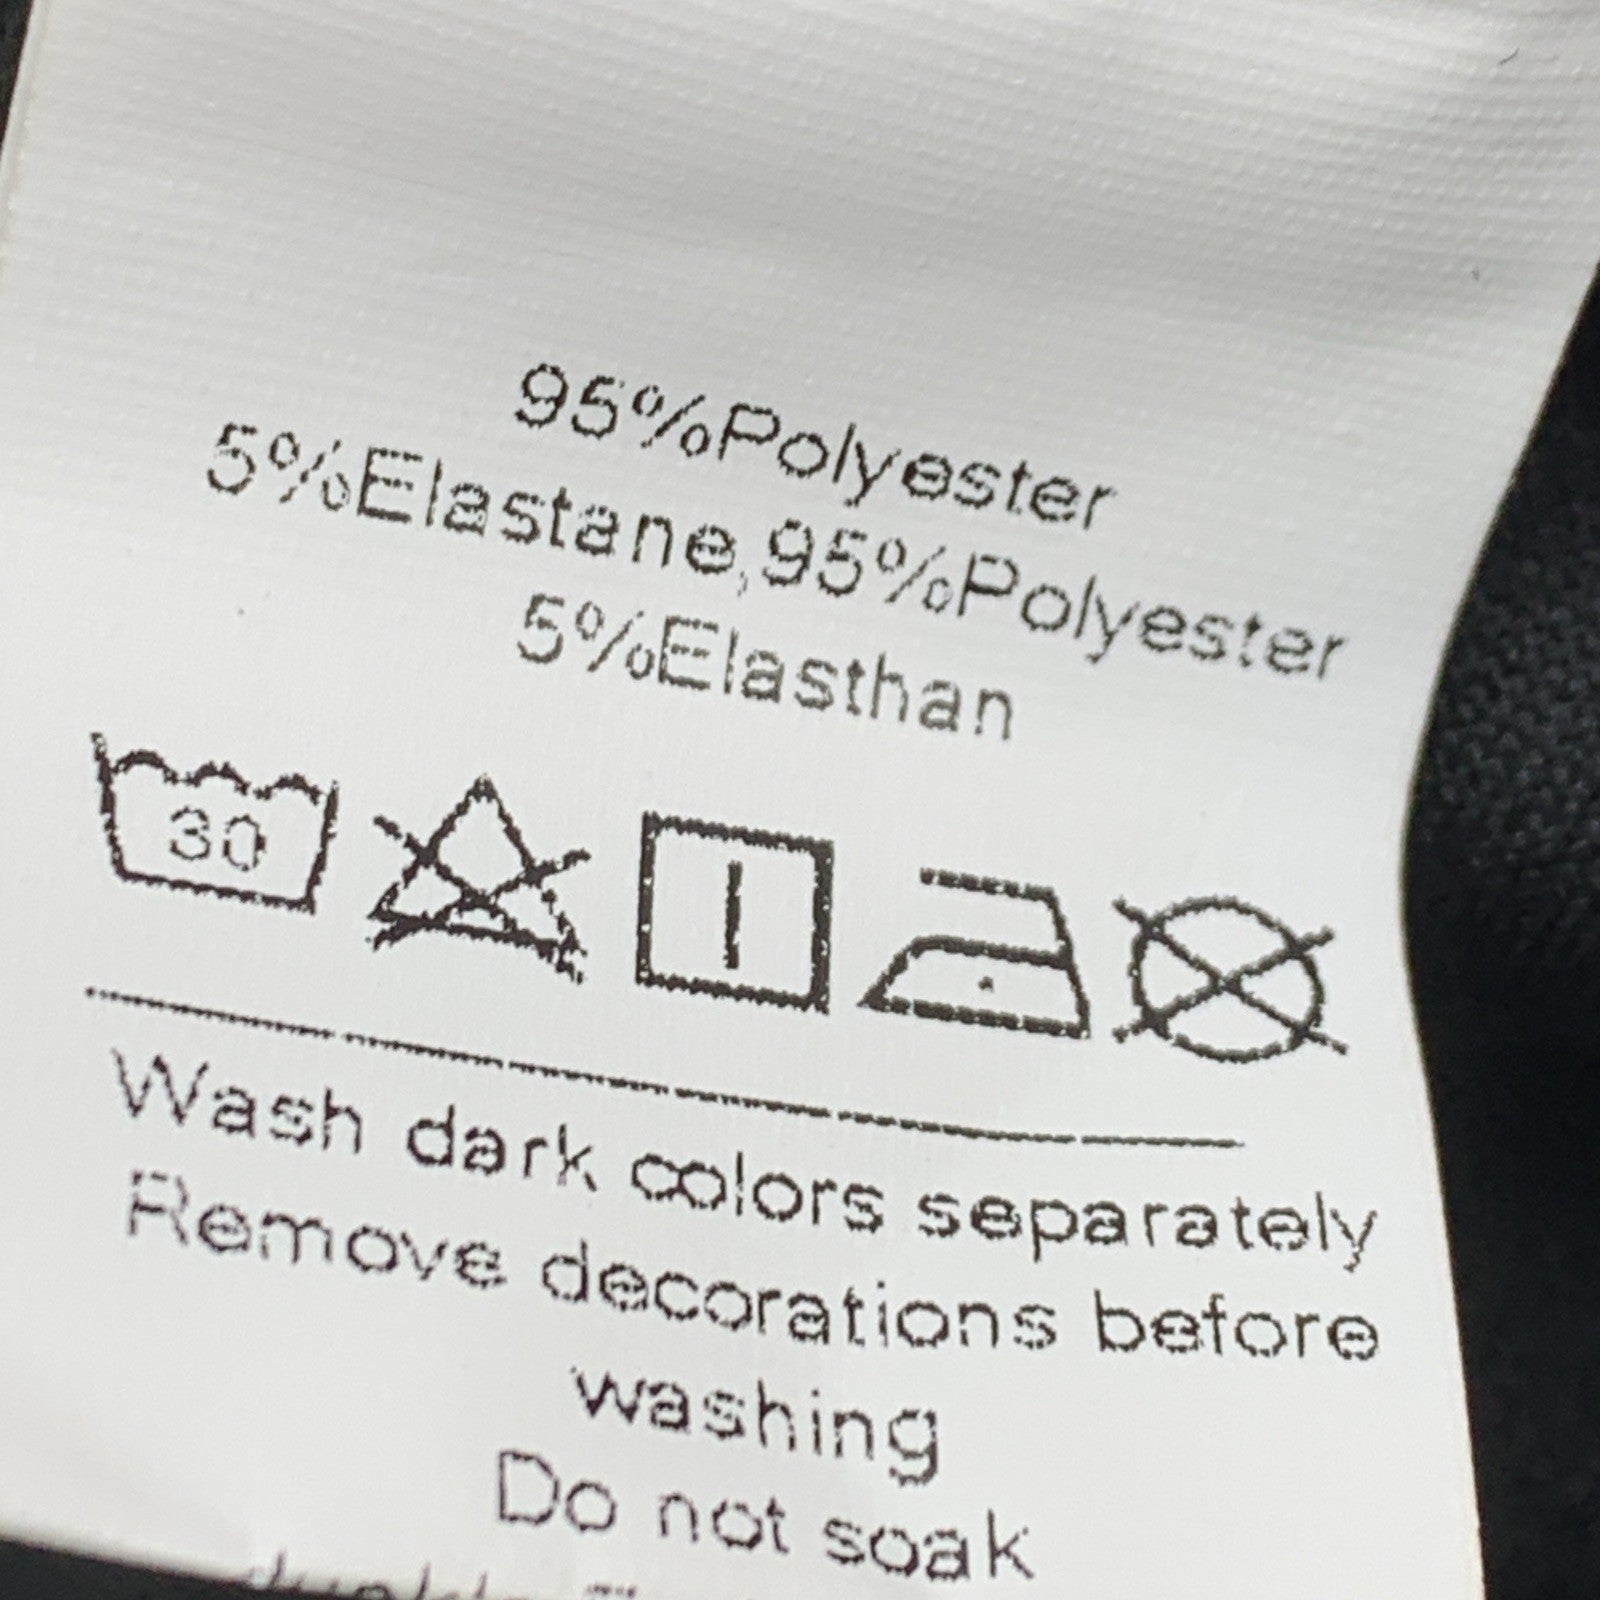 95%Polyester
5%Elastane,95%Polyester
5%Elasthan
30
Wash dark colors separately
Remove decorations before
washing
Do not soak